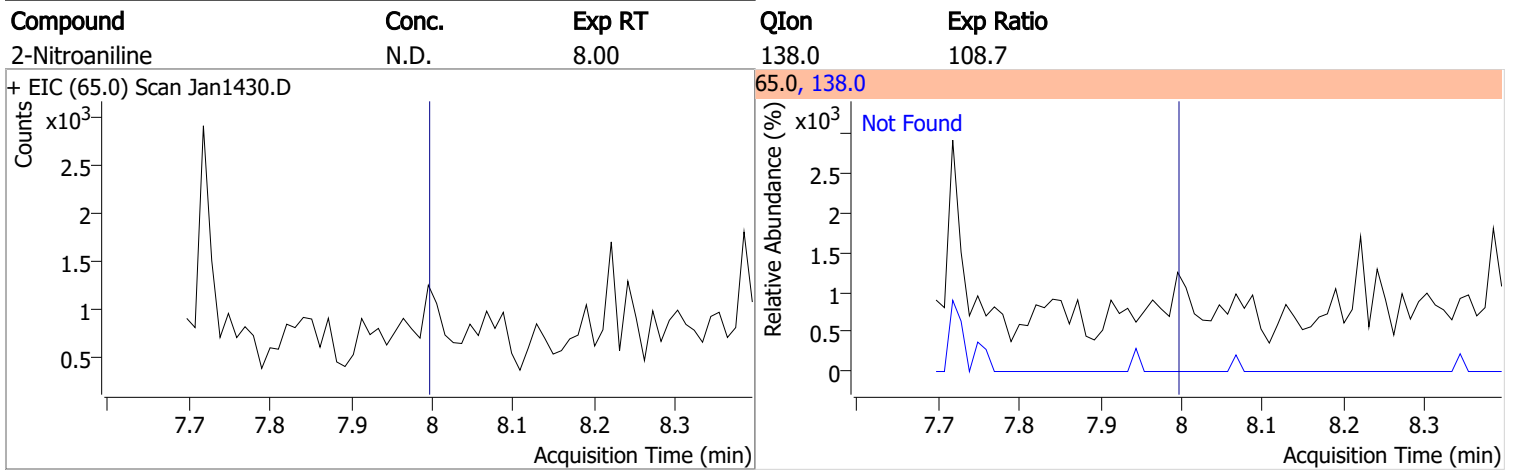 Compound Conc. Exp RT QIon Exp Ratio
2-Nitroaniline N.D. 8.00 138.0 108.7
+ EIC (65.0) Scan Jan1430.D
Counts
x10³
2.5
2
1.5
1
0.5
7.7 7.8 7.9 8 8.1 8.2 8.3
Acquisition Time (min)
65.0, 138.0
Relative Abundance (%)
x10³
Not Found
2.5
2
1.5
1
0.5
0
7.7 7.8 7.9 8 8.1 8.2 8.3
Acquisition Time (min)